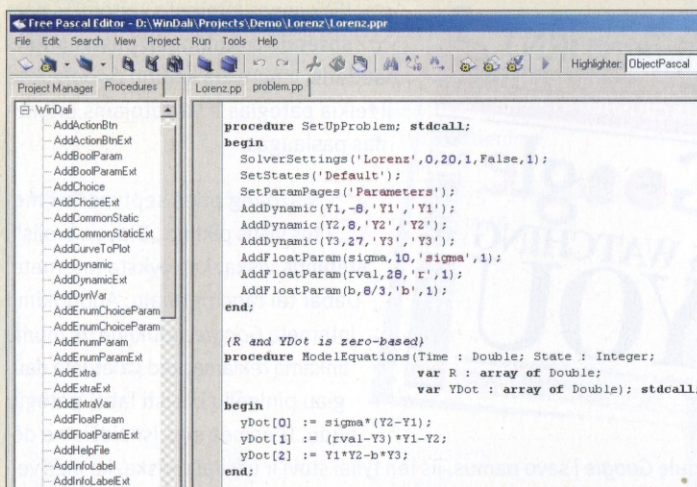 Free Pascal Editor - D:\WinDali\Projects\Demo\Lorenz\Lorenz.ppr
File Edit Search View Project Run Tools Help
Highlighter: ObjectPascal
Project Manager Procedures
Lorenz.pp problem.pp
WinDali
AddActionBtn
AddActionBtnExt
AddBoolParam
AddBoolParamExt
AddChoice
AddChoiceExt
AddCommonStatic
AddCommonStaticExt
AddCurveToPlot
AddDynamic
AddDynamicExt
AddDynVar
AddEnumChoiceParam
AddEnumChoiceParam
AddEnumParam
AddEnumParamExt
AddExtra
AddExtraExt
AddExtraVar
AddFloatParam
AddFloatParamExt
AddHelpFile
AddInfoLabel
AddInfoLabelExt
procedure SetUpProblem; stdcall;
begin
SolverSettings('Lorenz',0,20,1,False,1);
SetStates('Default');
SetParamPages('Parameters');
AddDynamic(Y1,-8,'Y1','Y1');
AddDynamic(Y2,8,'Y2','Y2');
AddDynamic(Y3,27,'Y3','Y3');
AddFloatParam(sigma,10,'sigma',1);
AddFloatParam(rval,28,'r',1);
AddFloatParam(b,8/3,'b',1);
end;
{R and YDot is zero-based}
procedure ModelEquations(Time : Double; State : Integer;
var R : array of Double;
var YDot : array of Double); stdcall;
begin
yDot[0] := sigma*(Y2-Y1);
yDot[1] := (rval-Y3)*Y1-Y2;
yDot[2] := Y1*Y2-b*Y3;
end;